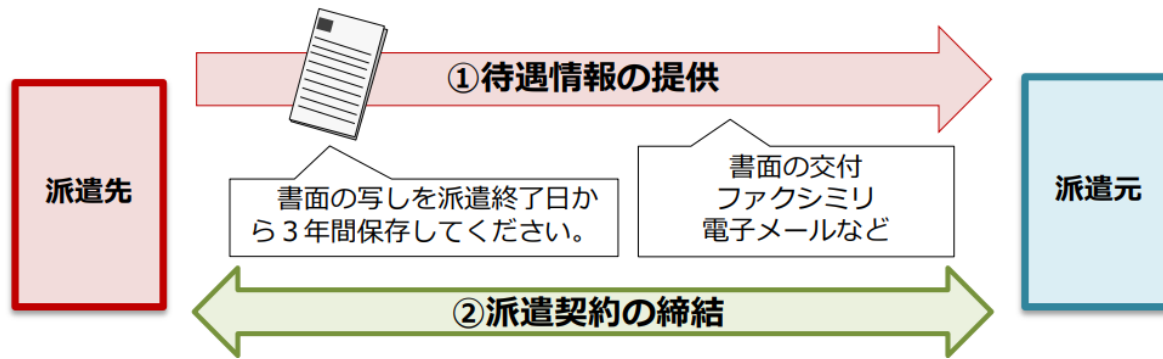 ①待遇情報の提供
派遣先
書面の写しを派遣終了日か
ら３年間保存してください。
書面の交付
ファクシミリ
電子メールなど
派遣元
②派遣契約の締結